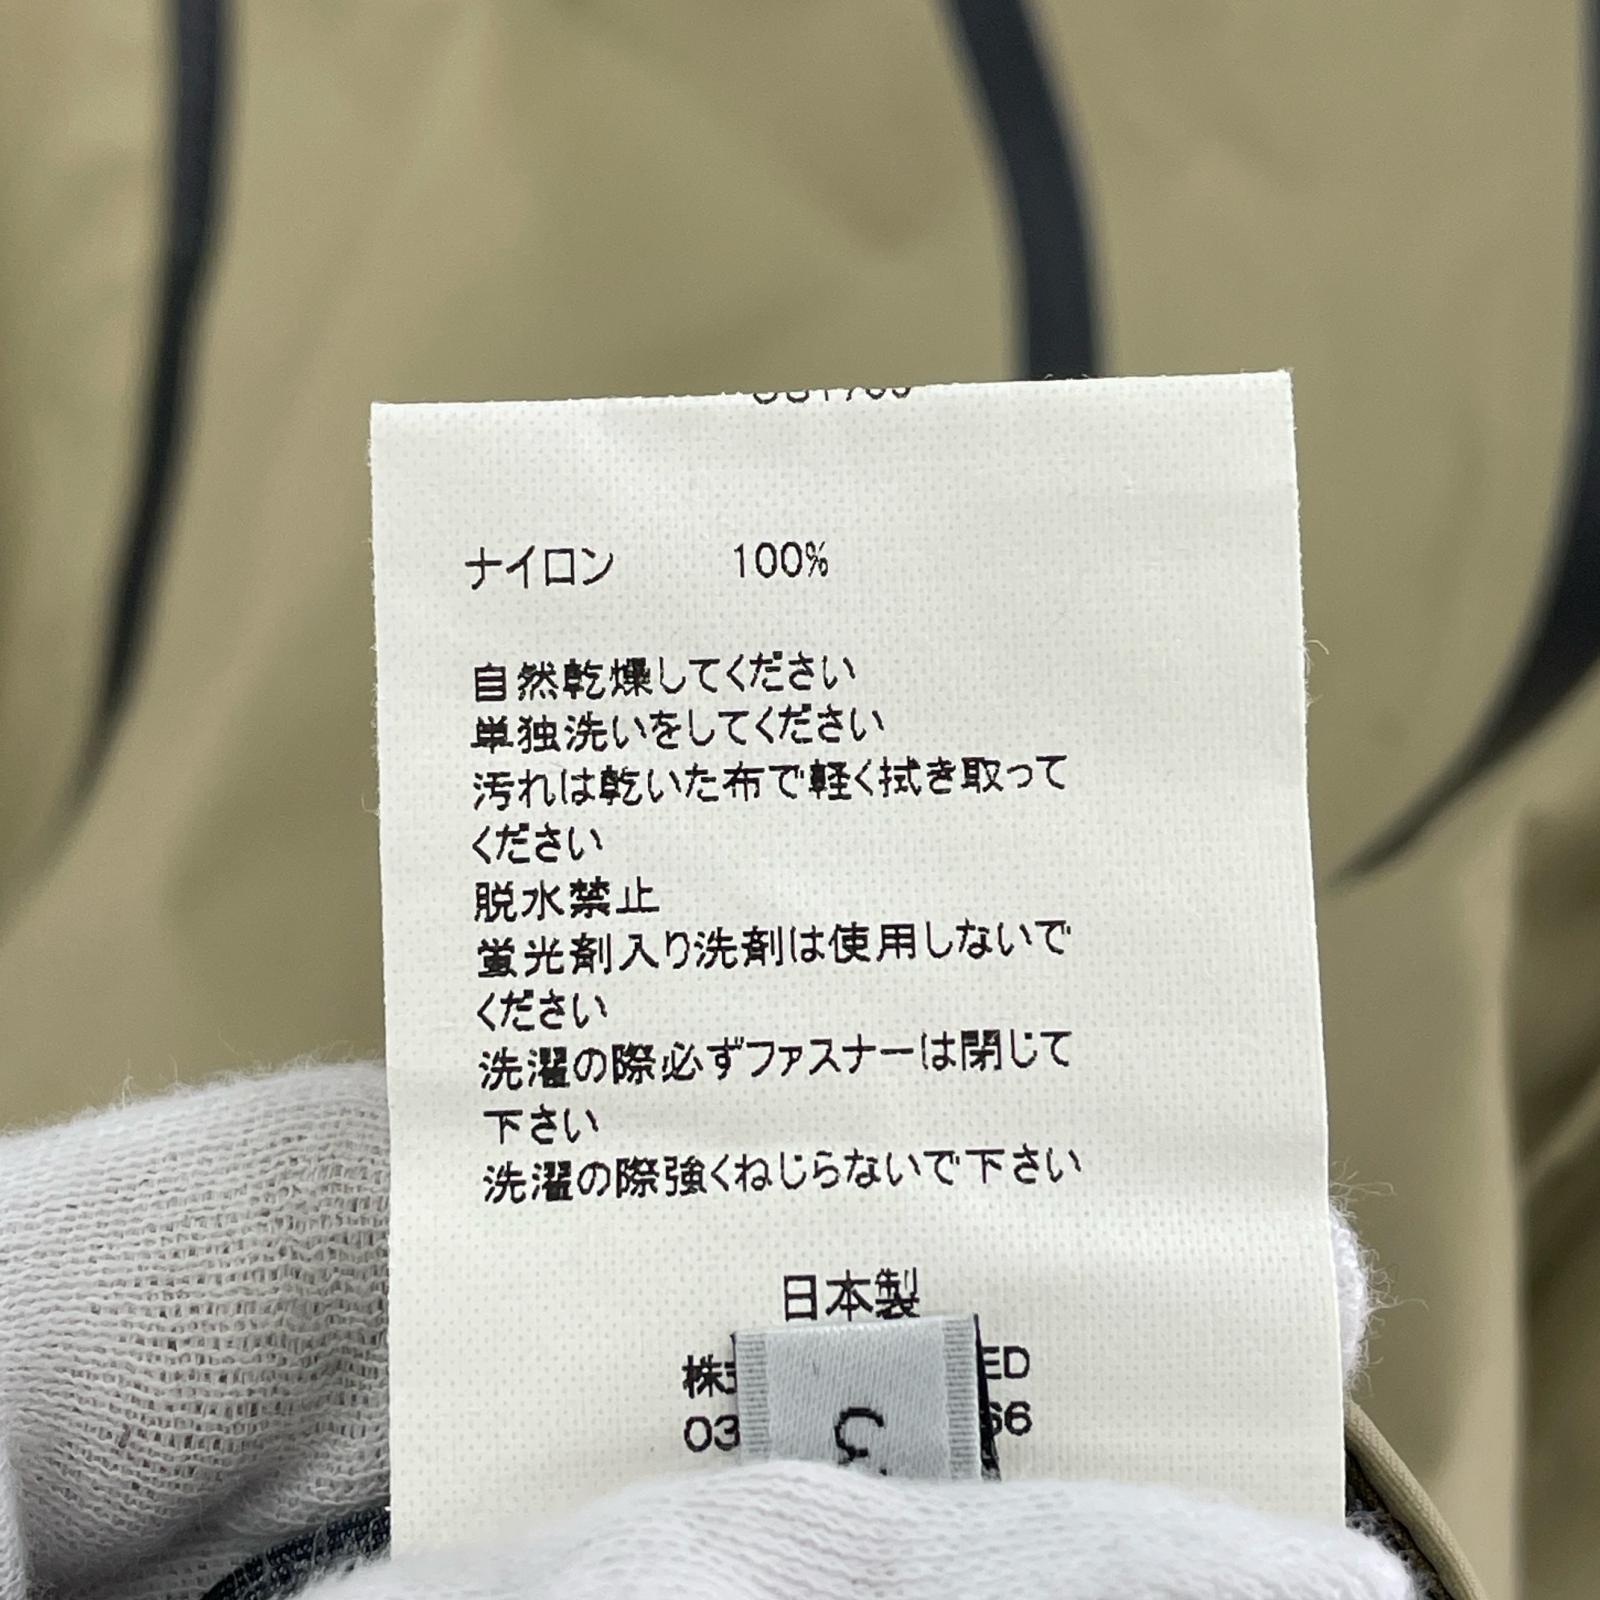 ナイロン 100%
自然乾燥してください
単独洗いをしてください
汚れは乾いた布で軽く拭き取って
ください
脱水禁止
蛍光剤入り洗剤は使用しないで
ください
洗濯の際必ずファスナーは閉じて
下さい
洗濯の際強くねじらないで下さい
日本製
株 ED
03 66
3